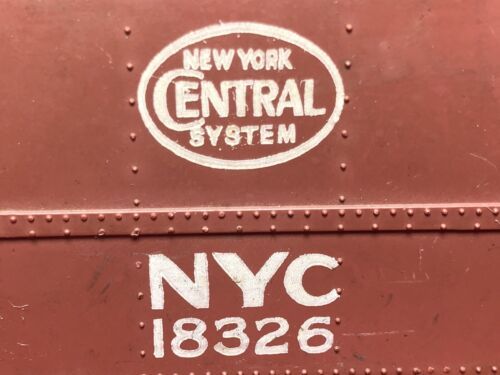 NEW YORK
CENTRAL
SYSTEM
NYC
18326